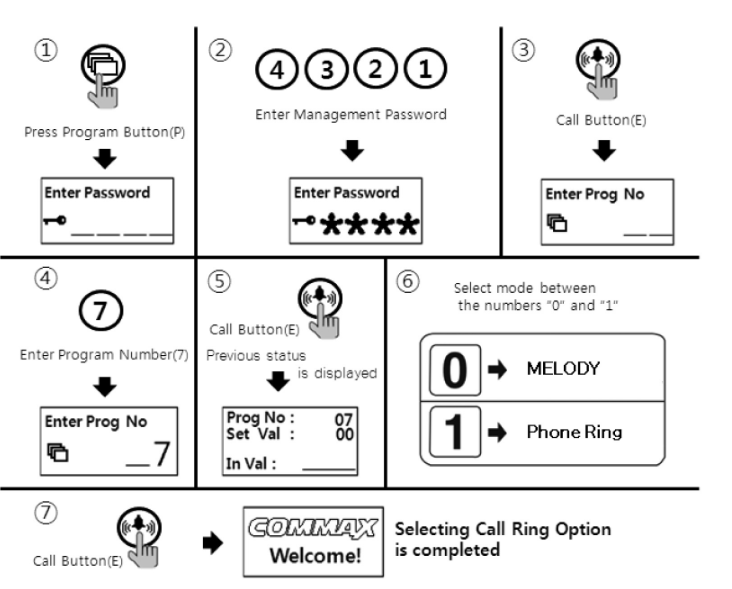 ①
Press Program Button(P)
Enter Password
_ _ _ _
②
4 3 2 1
Enter Management Password
Enter Password
****
③
Call Button(E)
Enter Prog No
_ _
④
7
Enter Program Number(7)
Enter Prog No
_7
⑤
Call Button(E)
Previous status
is displayed
Prog No : 07
Set Val : 00
In Val : ______
⑥
Select mode between
the numbers "0" and "1"
0 → MELODY
1 → Phone Ring
⑦
Call Button(E)
COMMAX
Welcome!
Selecting Call Ring Option
is completed